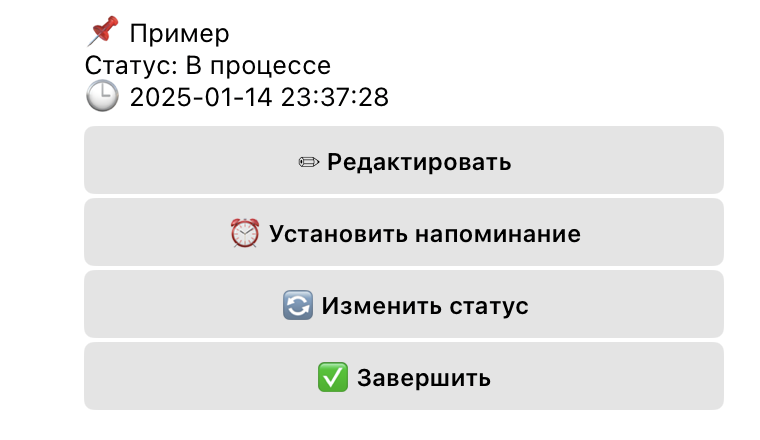 📌 Пример
Статус: В процессе
🕒 2025-01-14 23:37:28
✏ Редактировать
⏰ Установить напоминание
🔄 Изменить статус
✅ Завершить